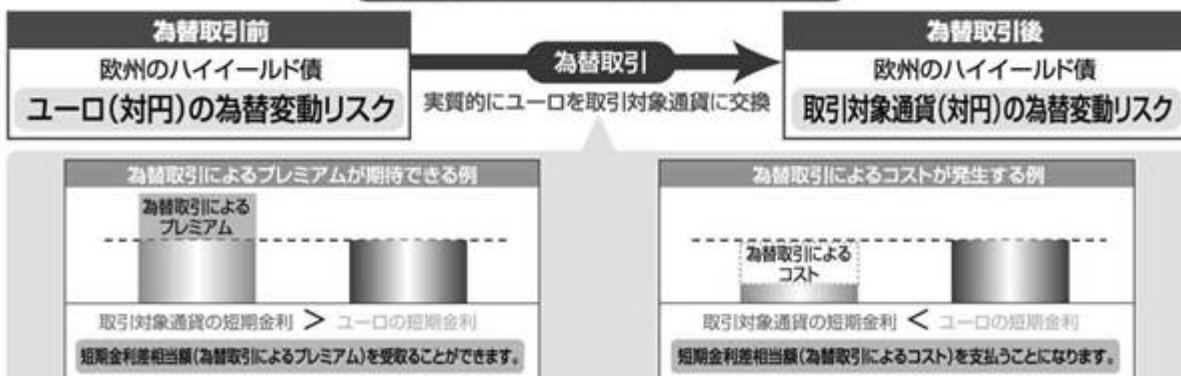 為替取引前
欧州のハイイールド債
ユーロ(対円)の為替変動リスク
為替取引
実質的にユーロを取引対象通貨に交換
為替取引後
欧州のハイイールド債
取引対象通貨(対円)の為替変動リスク
為替取引によるプレミアムが期待できる例
為替取引による
プレミアム
取引対象通貨の短期金利 > ユーロの短期金利
短期金利差相当額(為替取引によるプレミアム)を受取ることができます。
為替取引によるコストが発生する例
為替取引による
コスト
取引対象通貨の短期金利 < ユーロの短期金利
短期金利差相当額(為替取引によるコスト)を支払うことになります。